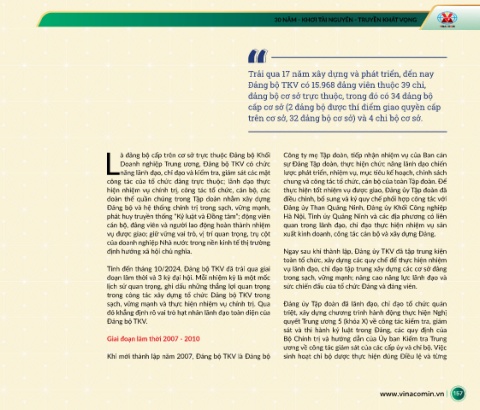 30 NĂM - KHƠI TÀI NGUYÊN - TRUYỀN KHÁT VỌNG
Trải qua 17 năm xây dựng và phát triển, đến nay
Đảng bộ TKV có 15.968 đảng viên thuộc 39 chi,
đảng bộ cơ sở trực thuộc, trong đó có 34 đảng bộ
cấp cơ sở (2 đảng bộ được thí điểm giao quyền cấp
trên cơ sở, 32 đảng bộ cơ sở) và 4 chi bộ cơ sở.
Là đảng bộ cấp trên cơ sở trực thuộc Đảng bộ Khối
Doanh nghiệp Trung ương, Đảng bộ TKV có chức
năng lãnh đạo, chỉ đạo và kiểm tra, giám sát các mặt
công tác của tổ chức đảng trực thuộc; lãnh đạo thực
hiện nhiệm vụ chính trị, công tác tổ chức, cán bộ, các
đoàn thể quần chúng trong Tập đoàn nhằm xây dựng
Đảng bộ và hệ thống chính trị trong sạch, vững mạnh,
phát huy truyền thống "Kỷ luật và Đồng tâm"; động viên
cán bộ, đảng viên và người lao động hoàn thành nhiệm
vụ được giao; giữ vững vai trò, vị trí quan trọng, trụ cột
của doanh nghiệp Nhà nước trong nền kinh tế thị trường
định hướng xã hội chủ nghĩa.
Tính đến tháng 10/2024, Đảng bộ TKV đã trải qua giai
đoạn lâm thời và 3 kỳ đại hội. Mỗi nhiệm kỳ là một mốc
lịch sử quan trọng, ghi dấu những thắng lợi quan trọng
trong công tác xây dựng tổ chức Đảng bộ TKV trong
sạch, vững mạnh và thực hiện nhiệm vụ chính trị. Qua
đó khẳng định rõ vai trò hạt nhân lãnh đạo toàn diện của
Đảng bộ TKV.
Giai đoạn lâm thời 2007 - 2010
Khi mới thành lập năm 2007, Đảng bộ TKV là Đảng bộ
Công ty mẹ Tập đoàn, tiếp nhận nhiệm vụ của Ban cán
sự Đảng Tập đoàn, thực hiện chức năng lãnh đạo chiến
lược phát triển, nhiệm vụ, mục tiêu kế hoạch, chính sách
chung và công tác tổ chức, cán bộ của toàn Tập đoàn. Để
thực hiện tốt nhiệm vụ được giao, Đảng ủy Tập đoàn đã
điều chỉnh, bổ sung và ký quy chế phối hợp công tác với
Đảng ủy Than Quảng Ninh, Đảng ủy Khối Công nghiệp
Hà Nội, Tỉnh ủy Quảng Ninh và các địa phương có liên
quan trong lãnh đạo, chỉ đạo thực hiện nhiệm vụ sản
xuất kinh doanh, công tác cán bộ và xây dựng Đảng.
Ngay sau khi thành lập, Đảng ủy TKV đã tập trung kiện
toàn tổ chức, xây dựng các quy chế để thực hiện nhiệm
vụ lãnh đạo, chỉ đạo tập trung xây dựng các cơ sở đảng
trong sạch, vững mạnh; nâng cao năng lực lãnh đạo và
sức chiến đấu của tổ chức Đảng và đảng viên.
Đảng ủy Tập đoàn đã lãnh đạo, chỉ đạo tổ chức quán
triệt, xây dựng chương trình hành động thực hiện Nghị
quyết Trung ương 5 (khóa X) về công tác kiểm tra, giám
sát và thi hành kỷ luật trong Đảng, các quy định của
Bộ Chính trị và hướng dẫn của Ủy ban Kiểm tra Trung
ương về công tác giám sát của các cấp ủy và chi bộ. Việc
sinh hoạt chi bộ được thực hiện đúng Điều lệ và từng
www.vinacomin.vn | 167